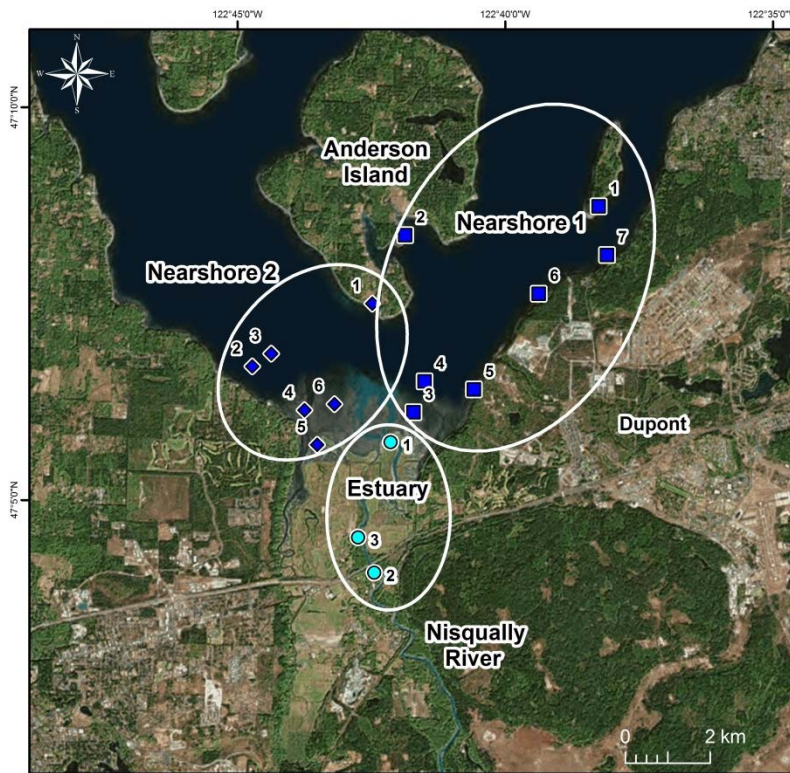 122°45'0"W
122°40'0"W
122°35'0"W
N
W
E
S
47°10'0"N
Anderson
Island
1
2
Nearshore 1
7
Nearshore 2
1
6
3
2
4
5
4
6
3
5
Dupont
1
Estuary
47°5'0"N
3
2
Nisqually
River
0
2 km